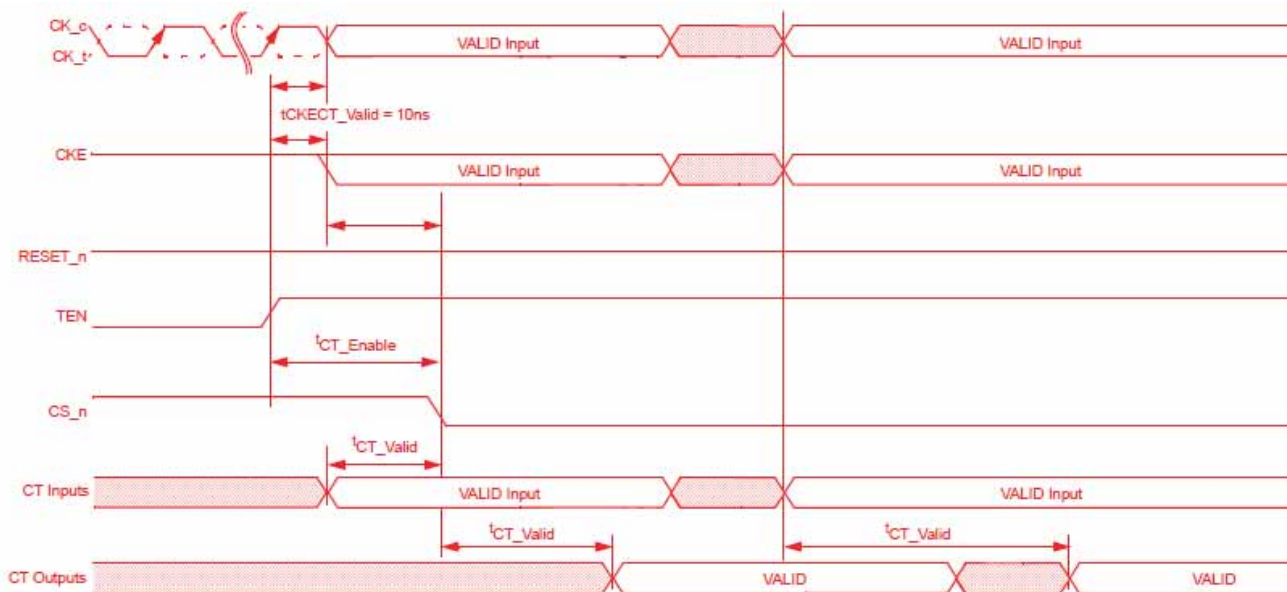 CK_c
VALID Input
VALID Input
CK_t
tCKECT_Valid = 10ns
CKE
VALID Input
VALID Input
RESET_n
TEN
tCT_Enable
CS_n
tCT_Valid
CT Inputs
VALID Input
VALID Input
tCT_Valid
tCT_Valid
CT Outputs
VALID
VALID